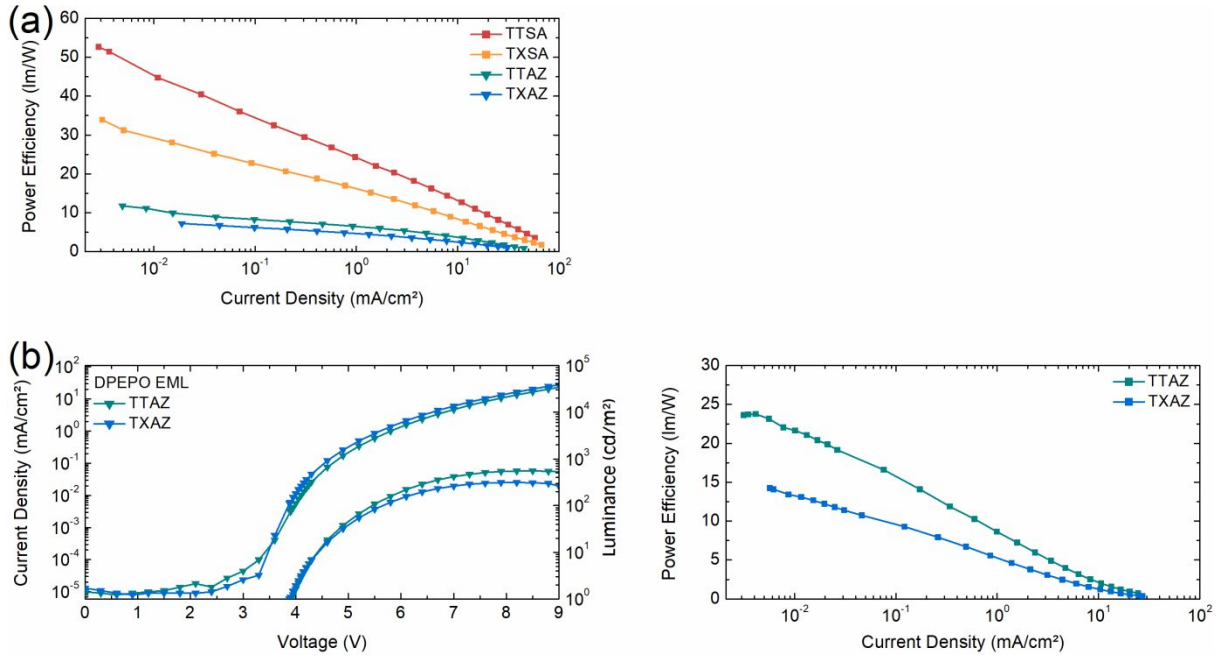 (a)
60
50
40
30
20
10
0
Power Efficiency (lm/W)
TTSA
TXSA
TTAZ
TXAZ
10⁻² 10⁻¹ 10⁰ 10¹ 10²
Current Density (mA/cm²)
(b)
10²
10¹
10⁰
10⁻¹
10⁻²
10⁻³
10⁻⁴
10⁻⁵
Current Density (mA/cm²)
DPEPO EML
TTAZ
TXAZ
10⁵
10⁴
10³
10²
10¹
10⁰
Luminance (cd/m²)
0 1 2 3 4 5 6 7 8 9
Voltage (V)
30
25
20
15
10
5
0
Power Efficiency (lm/W)
TTAZ
TXAZ
10⁻² 10⁻¹ 10⁰ 10¹ 10²
Current Density (mA/cm²)